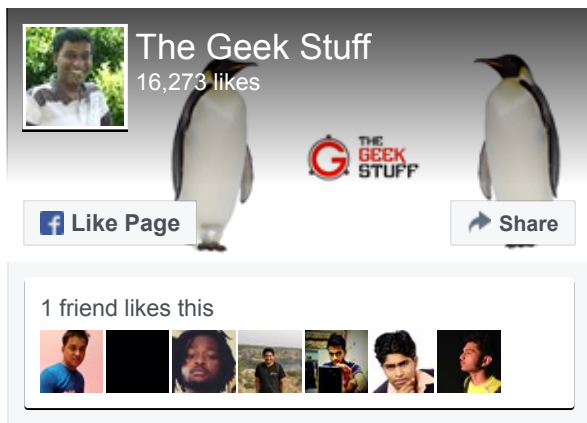 The Geek Stuff
16,273 likes
THE
GEEK
STUFF
Like Page
Share
1 friend likes this